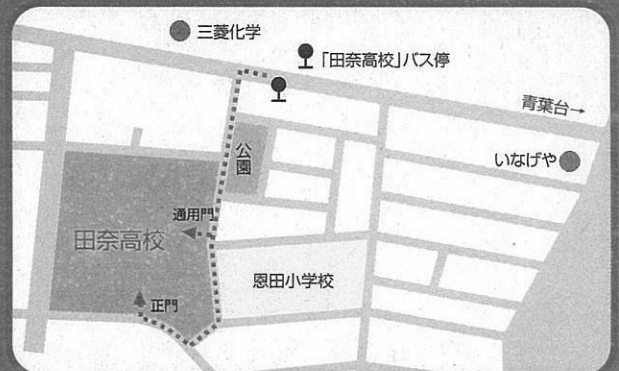 三菱化学
「田奈高校」バス停
青葉台→
いなげや
公園
通用門
田奈高校
恩田小学校
正門